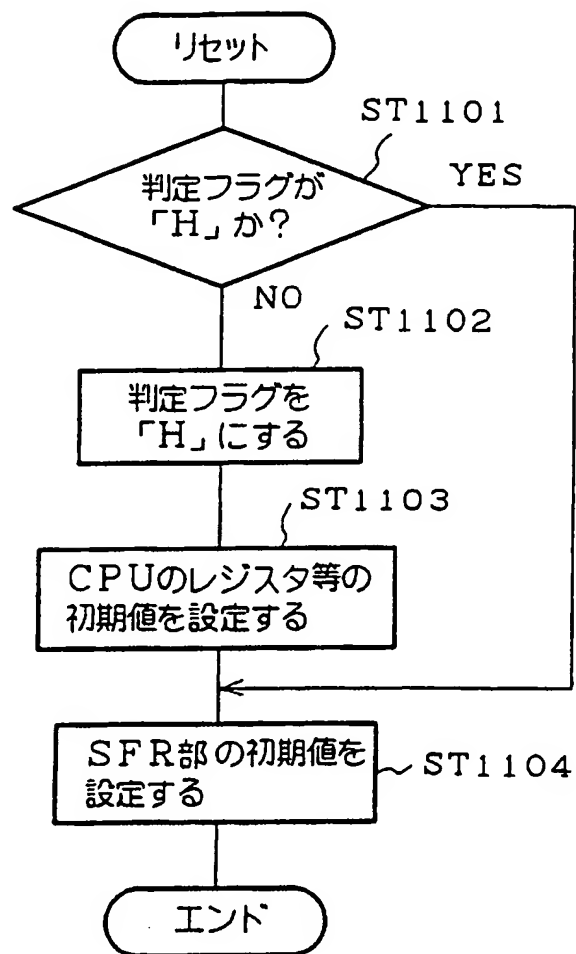 リセット
ST1101
判定フラグが
「H」か?
YES
NO
ST1102
判定フラグを
「H」にする
ST1103
CPUのレジスタ等の
初期値を設定する
SFR部の初期値を
設定する
ST1104
エンド